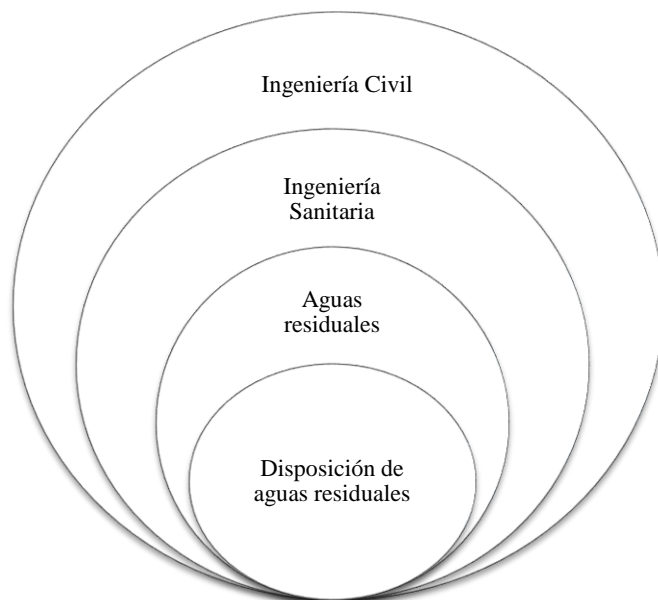 Ingeniería Civil
Ingeniería
Sanitaria
Aguas
residuales
Disposición de
aguas residuales